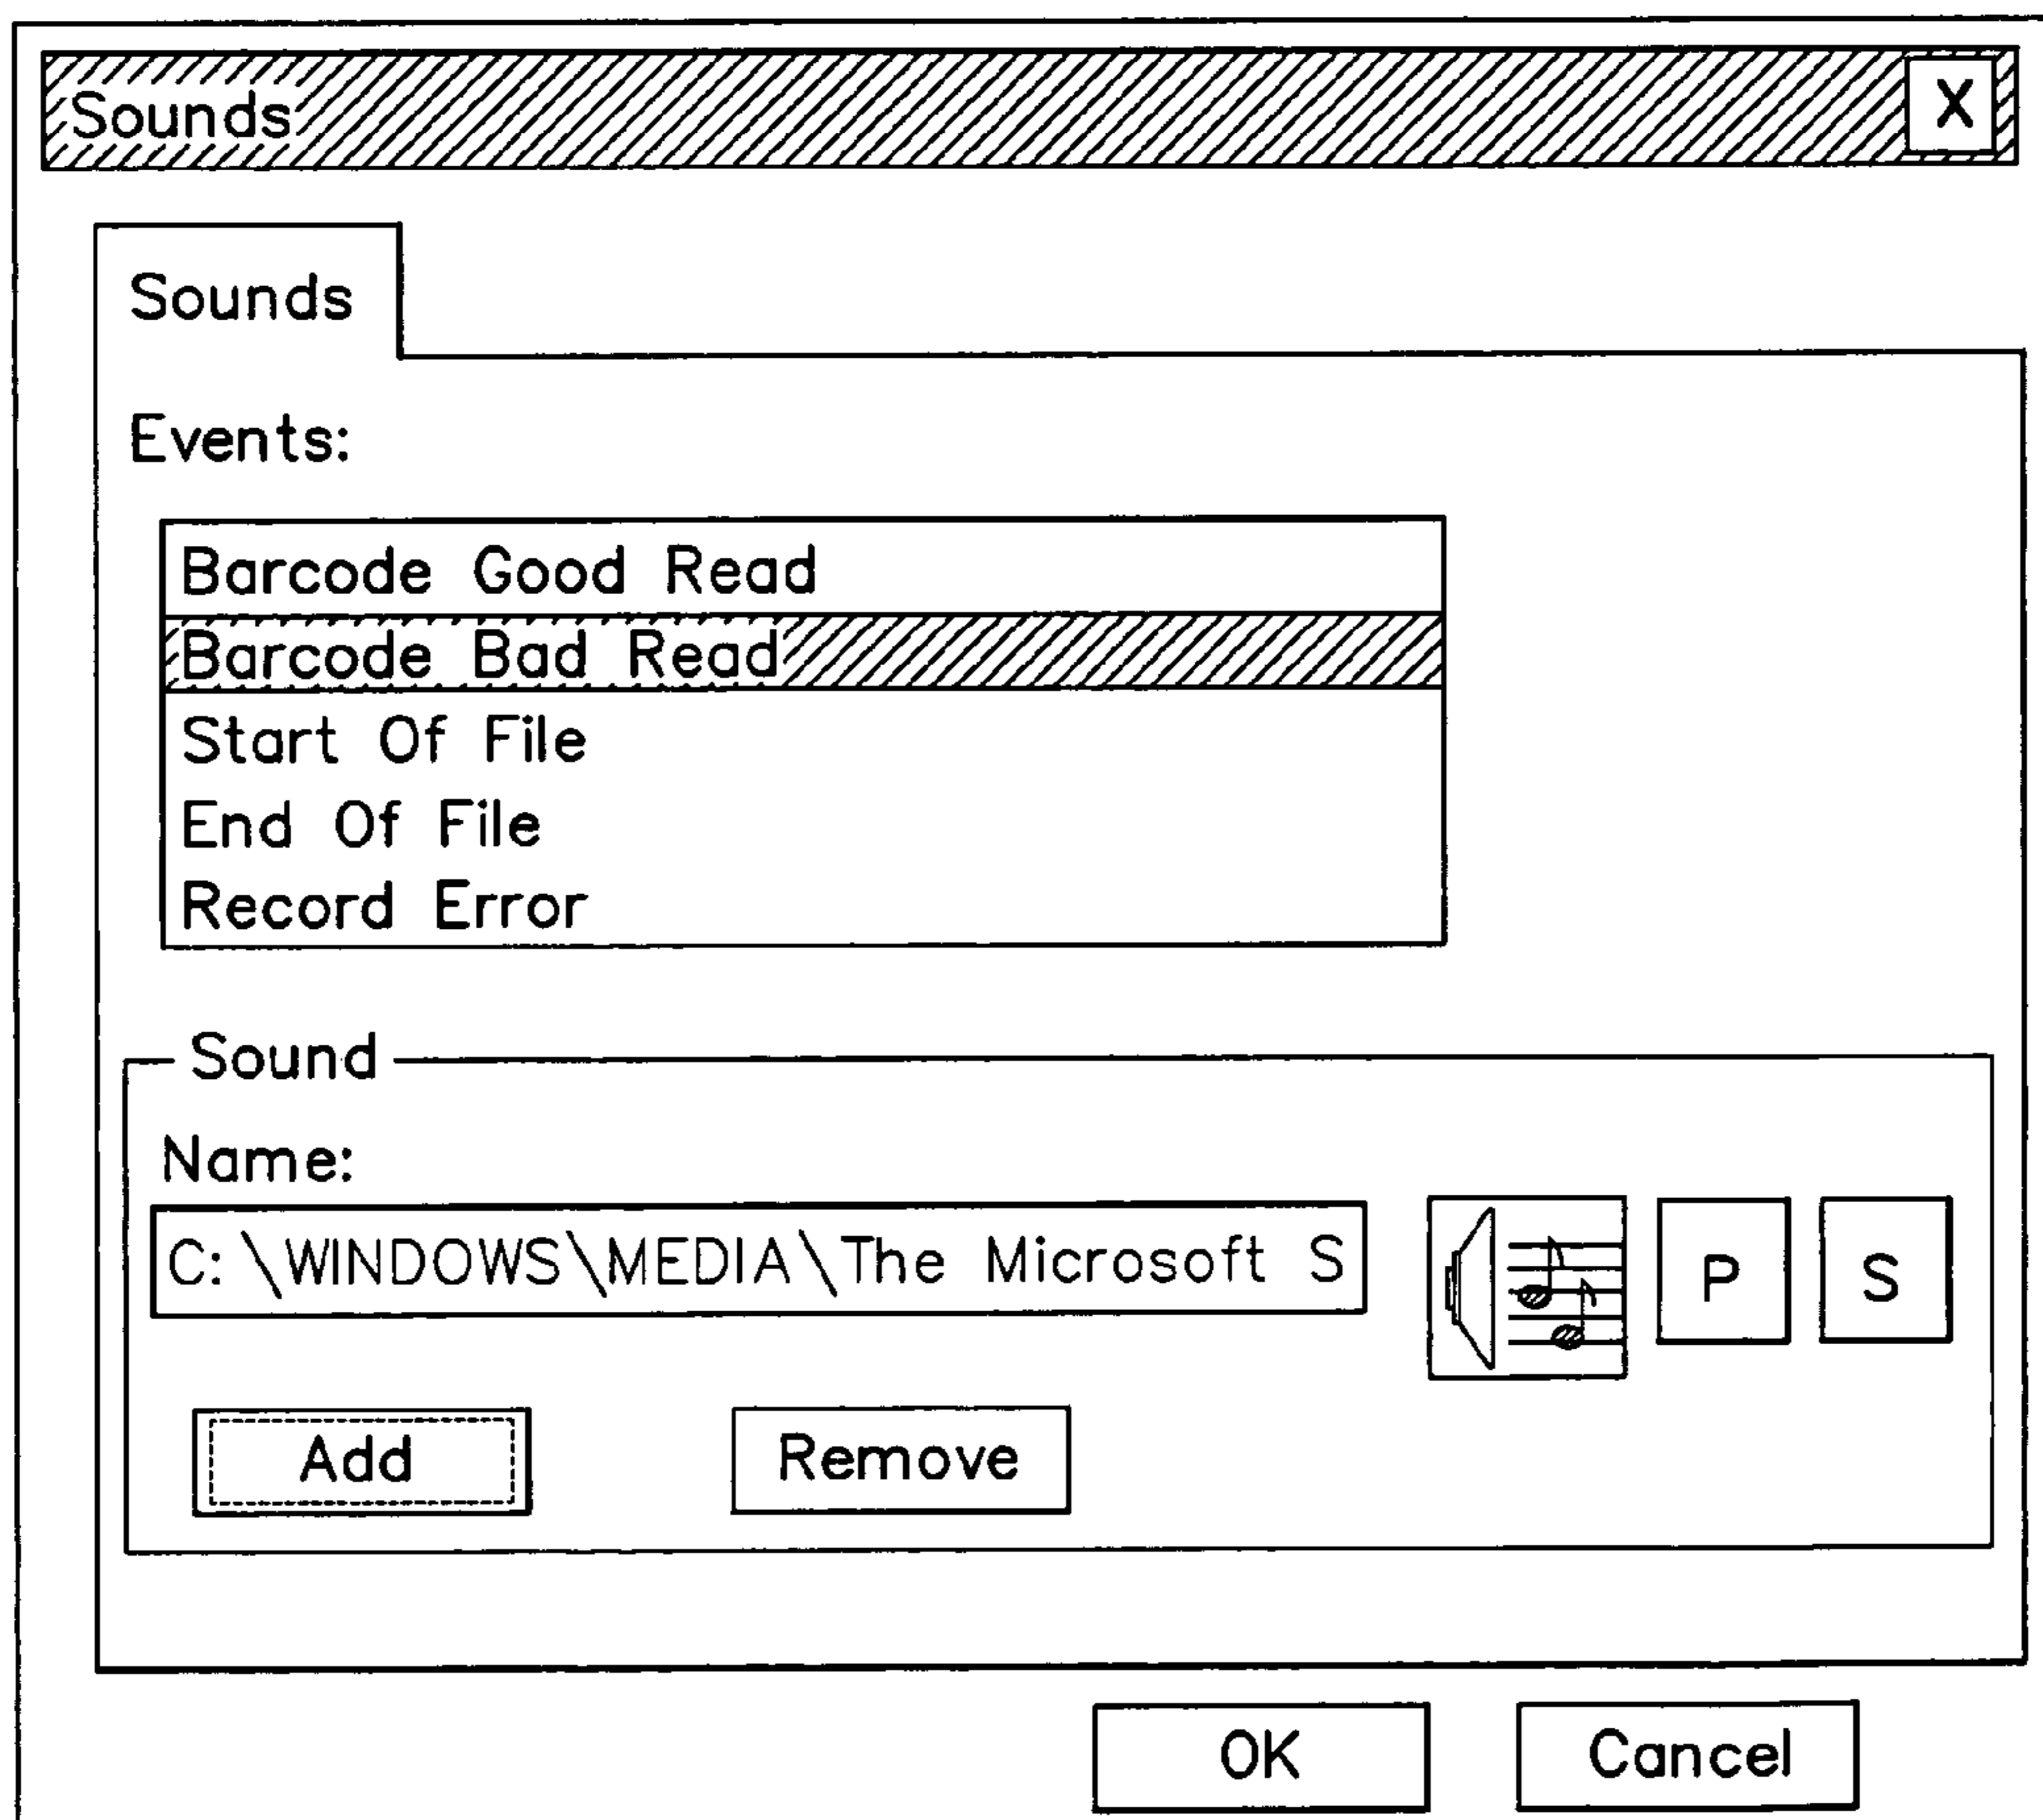 Sounds X
Sounds
Events:
Barcode Good Read
Barcode Bad Read
Start Of File
End Of File
Record Error
Sound
Name:
C:\WINDOWS\MEDIA\The Microsoft S P S
Add Remove
OK Cancel